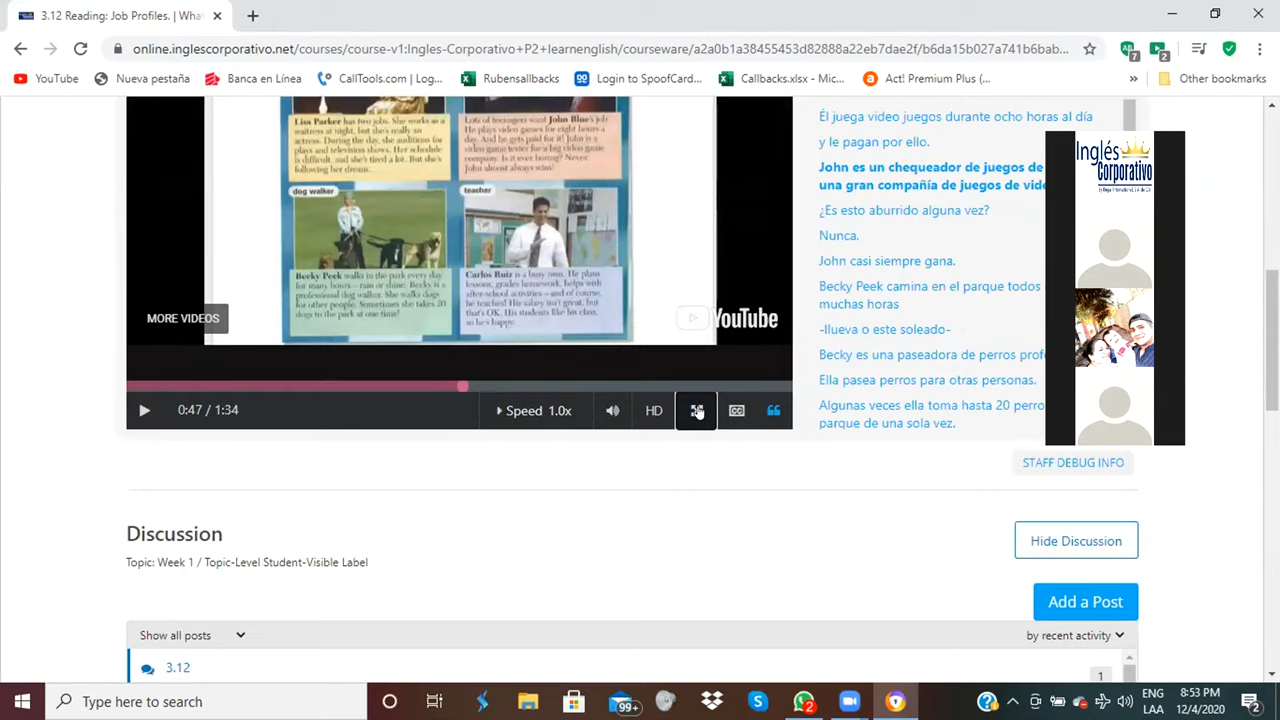 3.12 Reading: Job Profiles. | What
online.inglescorporativo.net/courses/course-v1:Ingles-Corporativo+P2+learnenglish/courseware/a2a0b1a38455453d82888a22eb7dae2f/b6da15b027a741b6bab...
7
2
YouTube
Nueva pestaña
Banca en Línea
CallTools.com | Log...
Rubensallbacks
Login to SpoofCard...
Callbacks.xlsx - Mic...
Act! Premium Plus (...
»
Other bookmarks
Lisa Parker has two jobs. She works as a
waitress at night, but she's really an
actress. During the day, she auditions for
plays and television shows. Her schedule
is difficult, and she's tired a lot. But she's
following her dream.
Lots of teenagers want John Blue's job!
He plays video games for eight hours a
day. And he gets paid for it! John is a
video game tester for a big video game
company. Is it ever boring? Never.
John almost always wins!
dog walker
teacher
Becky Peck walks in the park every day
for many hours – rain or shine. Becky is a
professional dog walker. She walks dogs
for other people. Sometimes she takes 20
dogs to the park at one time!
Carlos Ruiz is a busy man. He plans
lessons, grades homework, helps with
after-school activities – and of course,
he teaches! His salary isn't great, but
that's OK. His students like his class,
so he's happy.
MORE VIDEOS
YouTube
0:47 / 1:34
Speed 1.0x
HD
CC
Él juega video juegos durante ocho horas al día
y le pagan por ello.
John es un chequeador de juegos de
una gran compañía de juegos de vide
¿Es esto aburrido alguna vez?
Nunca.
John casi siempre gana.
Becky Peek camina en el parque todos
muchas horas
-llueva o este soleado-
Becky es una paseadora de perros profe
Ella pasea perros para otras personas.
Algunas veces ella toma hasta 20 perro
parque de una sola vez.
Inglés
Corporativo
STAFF DEBUG INFO
Discussion
Hide Discussion
Topic: Week 1 / Topic-Level Student-Visible Label
Add a Post
Show all posts
by recent activity
3.12
1
Type here to search
99+
2
ENG
LAA
8:53 PM
12/4/2020
2